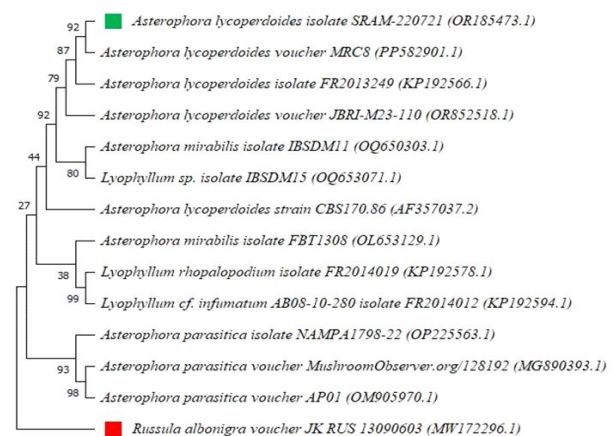 92
Asterophora lycoperdoides isolate SRAM-220721 (OR185473.1)
87
Asterophora lycoperdoides voucher MRC8 (PP582901.1)
79
Asterophora lycoperdoides isolate FR2013249 (KP192566.1)
92
Asterophora lycoperdoides voucher JBRI-M23-110 (OR852518.1)
Asterophora mirabilis isolate IBSDM11 (OQ650303.1)
44
80
Lyophyllum sp. isolate IBSDM15 (OQ653071.1)
27
Asterophora lycoperdoides strain CBS170.86 (AF357037.2)
Asterophora mirabilis isolate FBT1308 (OL653129.1)
38
Lyophyllum rhopalopodium isolate FR2014019 (KP192578.1)
99
Lyophyllum cf. infumatum AB08-10-280 isolate FR2014012 (KP192594.1)
Asterophora parasitica isolate NAMPA1798-22 (OP225563.1)
93
Asterophora parasitica voucher MushroomObserver.org/128192 (MG890393.1)
98
Asterophora parasitica voucher AP01 (OM905970.1)
Russula albonigra voucher JK RUS 13090603 (MW172296.1)